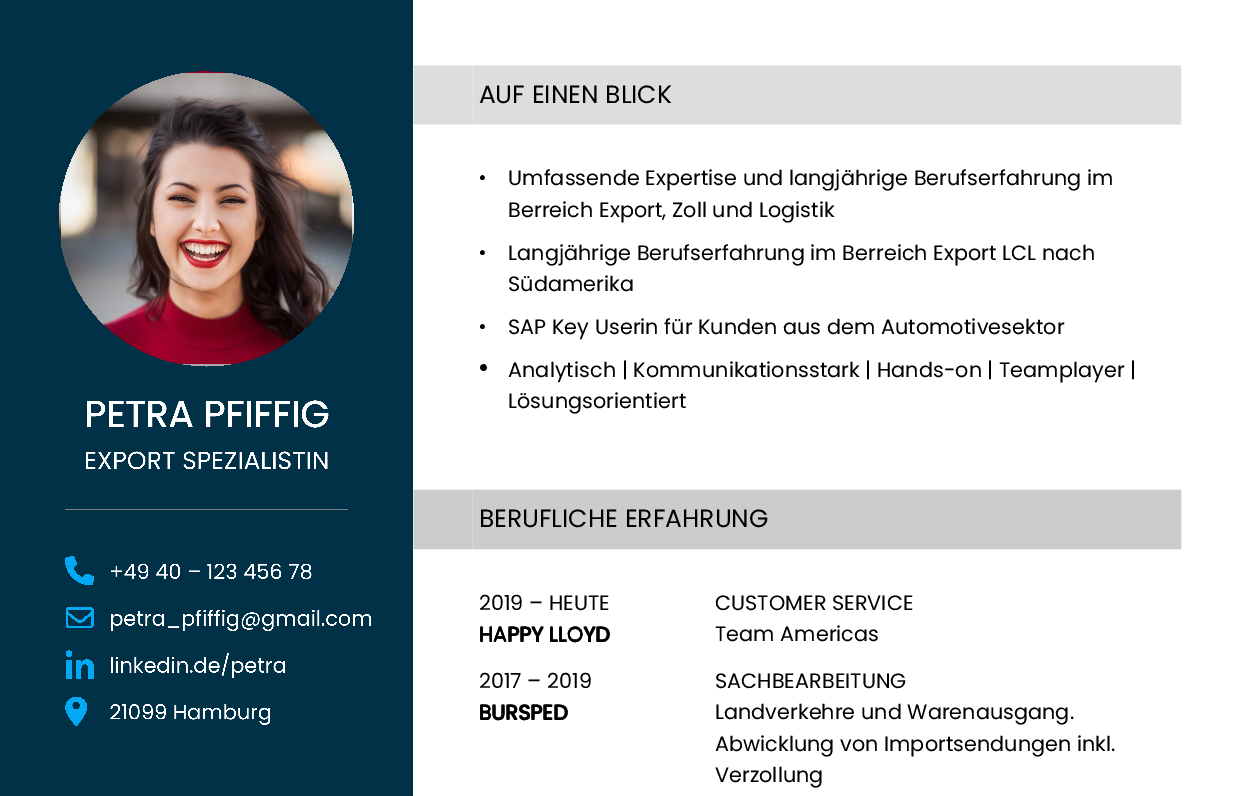 PETRA PFIFFIG
EXPORT SPEZIALISTIN
+49 40 – 123 456 78
petra_pfiffig@gmail.com
linkedin.de/petra
21099 Hamburg
AUF EINEN BLICK
• Umfassende Expertise und langjährige Berufserfahrung im
Berreich Export, Zoll und Logistik
• Langjährige Berufserfahrung im Berreich Export LCL nach
Südamerika
• SAP Key Userin für Kunden aus dem Automotivesektor
• Analytisch | Kommunikationsstark | Hands-on | Teamplayer |
Lösungsorientiert
BERUFLICHE ERFAHRUNG
2019 – HEUTE CUSTOMER SERVICE
HAPPY LLOYD Team Americas
2017 – 2019 SACHBEARBEITUNG
BURSPED Landverkehre und Warenausgang.
Abwicklung von Importsendungen inkl.
Verzollung